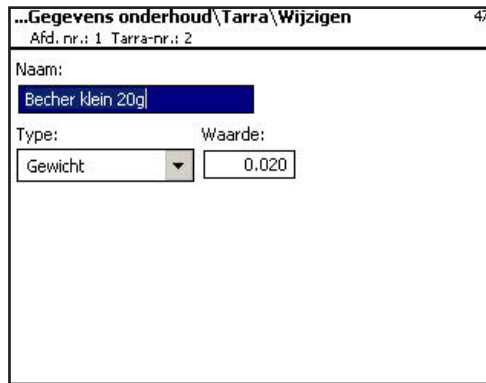 ...Gegevens onderhoud\Tarra\Wijzigen 47
Afd. nr.: 1 Tarra-nr.: 2
Naam:
Becher klein 20g
Type: Waarde:
Gewicht 0.020